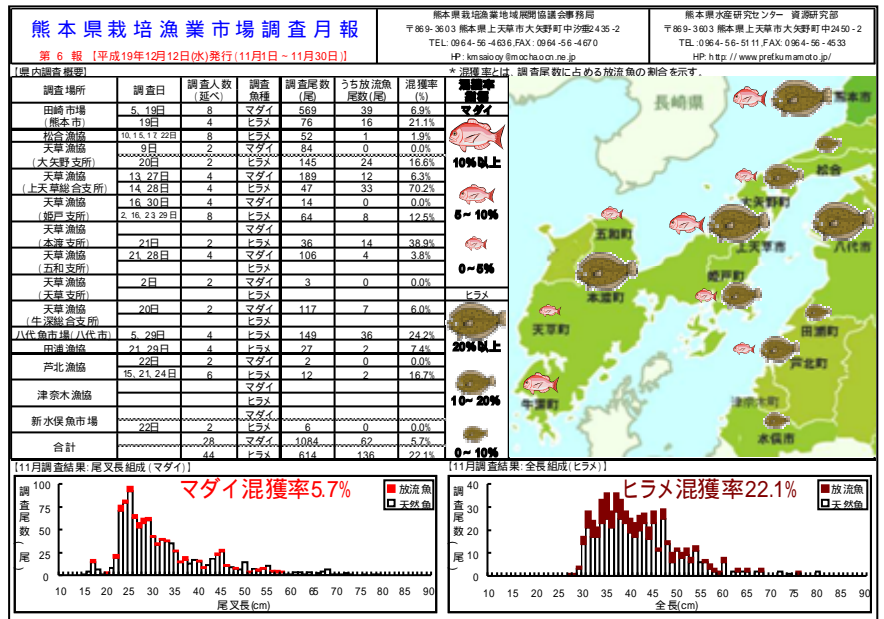 熊本県栽培漁業市場調査月報
第 6 報 【平成19年12月12日(水)発行(11月1日~11月30日)】
熊本県栽培漁業地域展開協議会事務局
〒869-3603 熊本県上天草市大矢野町中汐垂2435-2
TEL:0964-56-4636,FAX:0964-56-4670
HP: kmsaiogy@mocha.ocn.ne.jp
熊本県水産研究センター 資源研究部
〒869-3603 熊本県上天草市大矢野町中2450-2
TEL:0964-56-5111,FAX:0964-56-4533
HP: http://www.pref.kumamoto.jp/
【県内調査概要】
* 混獲率とは、調査尾数に占める放流魚の割合を示す。
調査場所 調査日 調査人数(延べ) 調査魚種 調査尾数(尾) うち放流魚尾数(尾) 混獲率(%)
田崎市場 5、19日 8 マダイ 569 39 6.9%
(熊本市) 19日 4 ヒラメ 76 16 21.1%
松合漁協 10, 15, 17, 22日 8 ヒラメ 52 1 1.9%
天草漁協 9日 2 マダイ 84 0 0.0%
(大矢野支所) 20日 2 ヒラメ 145 24 16.6%
天草漁協 13, 27日 4 マダイ 189 12 6.3%
(上天草総合支所) 14, 28日 4 ヒラメ 47 33 70.2%
天草漁協 16, 30日 4 マダイ 14 0 0.0%
(姫戸支所) 2, 16, 23 29日 8 ヒラメ 64 8 12.5%
天草漁協 マダイ
(本渡支所) 21日 2 ヒラメ 36 14 38.9%
天草漁協 21, 28日 4 マダイ 106 4 3.8%
(五和支所) ヒラメ
天草漁協 2日 2 マダイ 3 0 0.0%
(天草支所) ヒラメ
天草漁協 20日 2 マダイ 117 7 6.0%
(牛深総合支所) ヒラメ
八代魚市場(八代市) 5, 29日 4 ヒラメ 149 36 24.2%
田浦漁協 21, 29日 4 ヒラメ 27 2 7.4%
芦北漁協 22日 2 マダイ 2 0 0.0%
15, 21, 24日 6 ヒラメ 12 2 16.7%
津奈木漁協 マダイ
ヒラメ
新水俣魚市場 マダイ
22日 2 ヒラメ 6 0 0.0%
合計 28 マダイ 1084 62 5.7%
44 ヒラメ 614 136 22.1%
マダイ
10%以上
5~10%
0~5%
ヒラメ
20%以上
10~20%
0~10%
長崎県
熊本市
松合
大矢野町
五和町
上天草市
八代市
姫戸町
本渡町
天草町
田浦町
芦北町
牛深町
津奈木町
水俣市
【11月調査結果: 尾叉長組成(マダイ)】
マダイ混獲率5.7%
放流魚
天然魚
調査尾数(尾)
100
75
50
25
0
10 15 20 25 30 35 40 45 50 55 60 65 70 75 80 85 90
尾叉長(cm)
【11月調査結果: 全長組成(ヒラメ)】
ヒラメ混獲率22.1%
放流魚
天然魚
調査尾数(尾)
40
30
20
10
0
10 15 20 25 30 35 40 45 50 55 60 65 70 75 80 85 90
全長(cm)